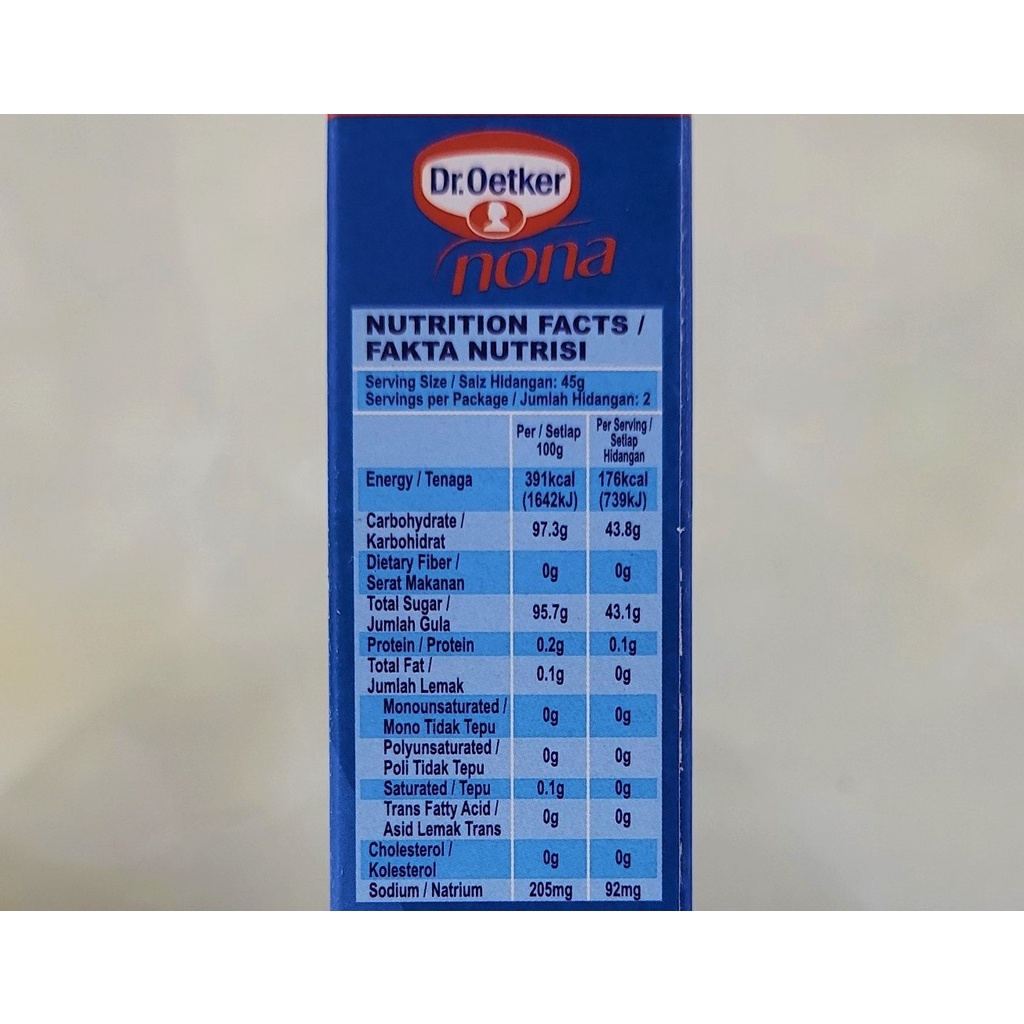 Dr.Oetker
nona
NUTRITION FACTS /
FAKTA NUTRISI
Serving Size / Saiz Hidangan: 45g
Servings per Package / Jumlah Hidangan: 2
Per / Setiap 100g Per Serving / Setiap Hidangan
Energy / Tenaga 391kcal (1642kJ) 176kcal (739kJ)
Carbohydrate / Karbohidrat 97.3g 43.8g
Dietary Fiber / Serat Makanan 0g 0g
Total Sugar / Jumlah Gula 95.7g 43.1g
Protein / Protein 0.2g 0.1g
Total Fat / Jumlah Lemak 0.1g 0g
Monounsaturated / Mono Tidak Tepu 0g 0g
Polyunsaturated / Poli Tidak Tepu 0g 0g
Saturated / Tepu 0.1g 0g
Trans Fatty Acid / Asid Lemak Trans 0g 0g
Cholesterol / Kolesterol 0g 0g
Sodium / Natrium 205mg 92mg